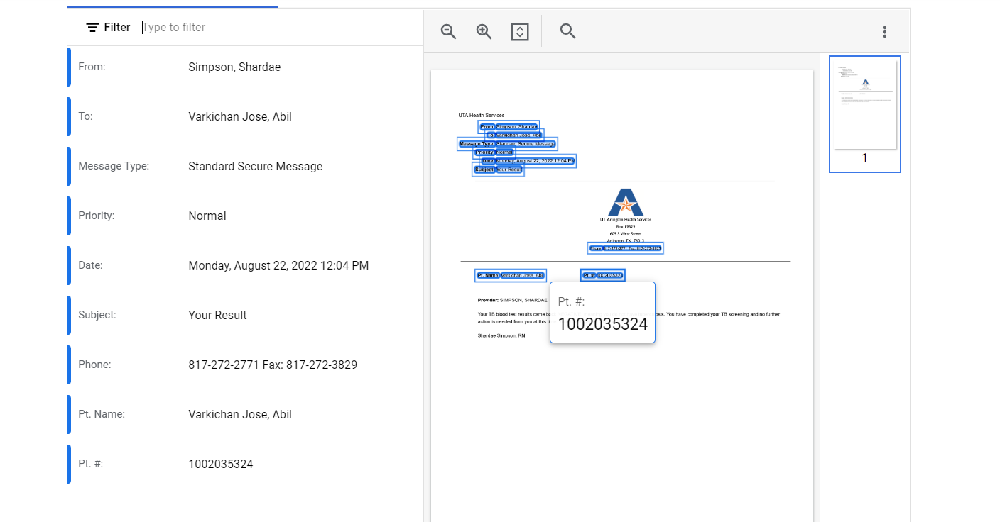 Filter Type to filter
From: Simpson, Shardae
To: Varkichan Jose, Abil
Message Type: Standard Secure Message
Priority: Normal
Date: Monday, August 22, 2022 12:04 PM
Subject: Your Result
Phone: 817-272-2771 Fax: 817-272-3829
Pt. Name: Varkichan Jose, Abil
Pt. #: 1002035324
UTA Health Services
From: Simpson, Shardae
To: Varkichan Jose, Abil
Message Type: Standard Secure Message
Priority: Normal
Date: Monday, August 22, 2022 12:04 PM
Subject: Your Result
UT Arlington Health Services
Box 19329
605 S West Street
Arlington, TX. 76013
Pt. Name: Varkichan Jose, Abil Pt. #: 1002035324
Pt. #:
1002035324
Provider: SIMPSON, SHARDAE
Your TB blood test results came You have completed your TB screening and no further
action is needed from you at this
Shardae Simpson, RN
1